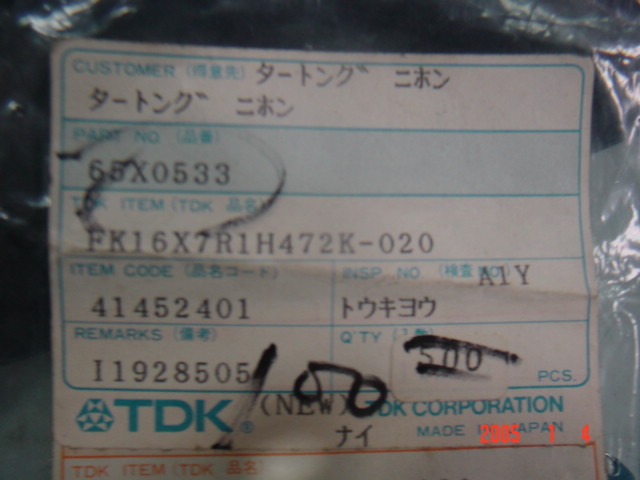 CUSTOMER (得意先) タートング゛ ニホン
タートング゛ ニホン
PART NO. (品番)
65X0533
TDK ITEM (TDK 品名)
FK16X7R1H472K-020
ITEM CODE (品名コード) INSP. NO. (検査 A1Y
41452401 トウキヨウ
REMARKS (備考) Q'TY
I1928505 500 PCS.
100
TDK® (NEW) TDK CORPORATION
ナイ MADE IN JAPAN
2005 1 4
TDK ITEM (TDK 品名)